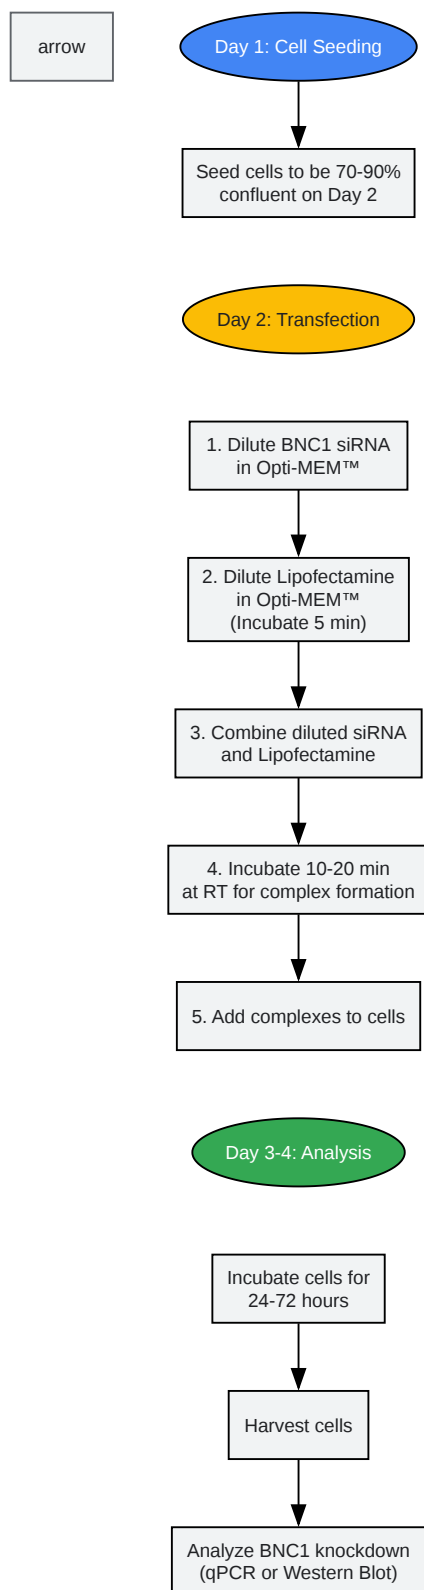 arrow
Day 1: Cell Seeding
Seed cells to be 70-90%
confluent on Day 2
Day 2: Transfection
1. Dilute BNC1 siRNA
in Opti-MEM™
2. Dilute Lipofectamine
in Opti-MEM™
(Incubate 5 min)
3. Combine diluted siRNA
and Lipofectamine
4. Incubate 10-20 min
at RT for complex formation
5. Add complexes to cells
Day 3-4: Analysis
Incubate cells for
24-72 hours
Harvest cells
Analyze BNC1 knockdown
(qPCR or Western Blot)